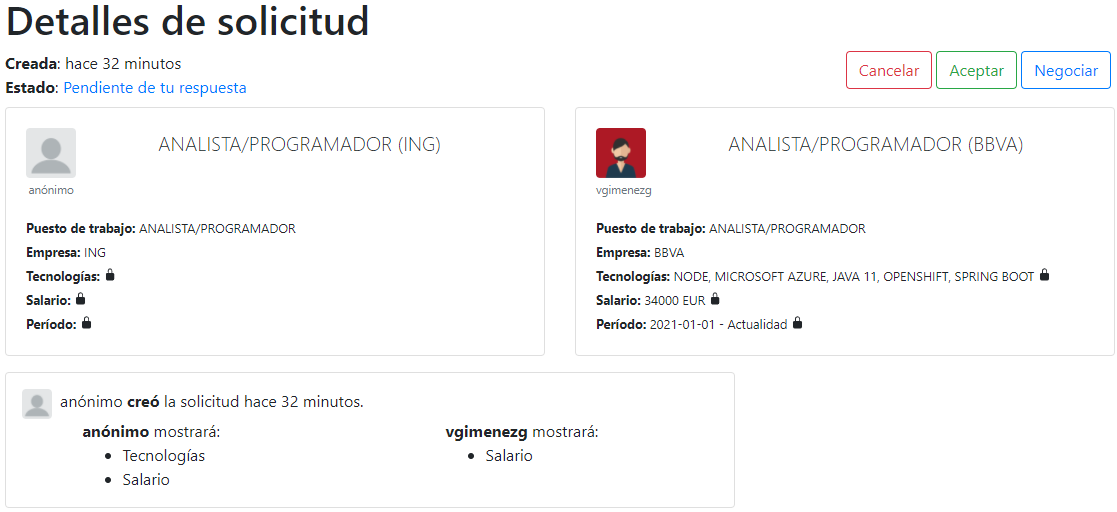 Detalles de solicitud
Creada: hace 32 minutos
Estado: Pendiente de tu respuesta
Cancelar
Aceptar
Negociar
ANALISTA/PROGRAMADOR (ING)
anónimo
Puesto de trabajo: ANALISTA/PROGRAMADOR
Empresa: ING
Tecnologías:
Salario:
Período:
ANALISTA/PROGRAMADOR (BBVA)
vgimenezg
Puesto de trabajo: ANALISTA/PROGRAMADOR
Empresa: BBVA
Tecnologías: NODE, MICROSOFT AZURE, JAVA 11, OPENSHIFT, SPRING BOOT
Salario: 34000 EUR
Período: 2021-01-01 - Actualidad
anónimo creó la solicitud hace 32 minutos.
anónimo mostrará:
• Tecnologías
• Salario
vgimenezg mostrará:
• Salario